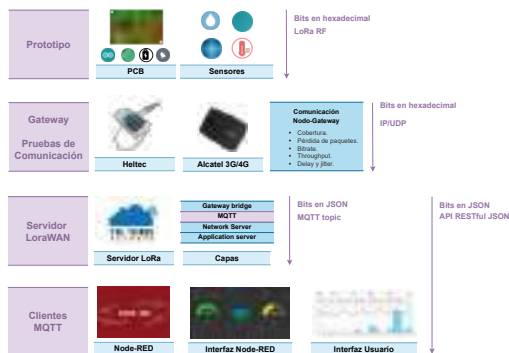 Prototipo
PCB
Sensores
Bits en hexadecimal
LoRa RF
Gateway
Pruebas de
Comunicación
Heltec
Alcatel 3G/4G
Comunicación
Nodo-Gateway
• Cobertura.
• Pérdida de paquetes.
• Bitrate.
• Throughput.
• Delay y jitter.
Bits en hexadecimal
IP/UDP
Servidor
LoraWAN
Servidor LoRa
Gateway bridge
MQTT
Network Server
Application server
Capas
Bits en JSON
MQTT topic
Bits en JSON
API RESTful JSON
Clientes
MQTT
Node-RED
Interfaz Node-RED
Interfaz Usuario